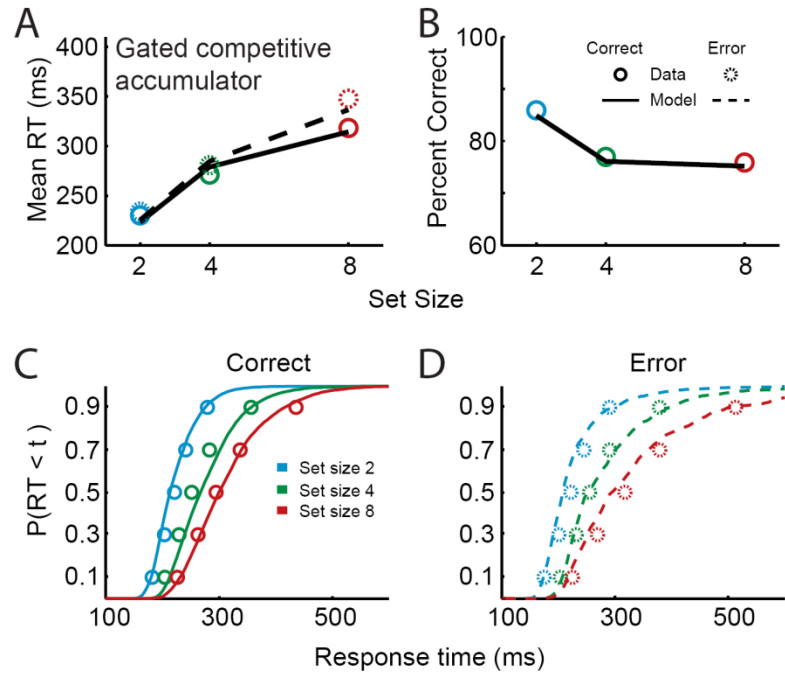 A
Gated competitive
accumulator
Mean RT (ms)
400
350
300
250
200
2
4
8
B
Correct
Error
Data
Model
Percent Correct
100
80
60
2
4
8
Set Size
C
Correct
P(RT < t )
0.9
0.7
0.5
0.3
0.1
Set size 2
Set size 4
Set size 8
100
300
500
D
Error
0.9
0.7
0.5
0.3
0.1
100
300
500
Response time (ms)